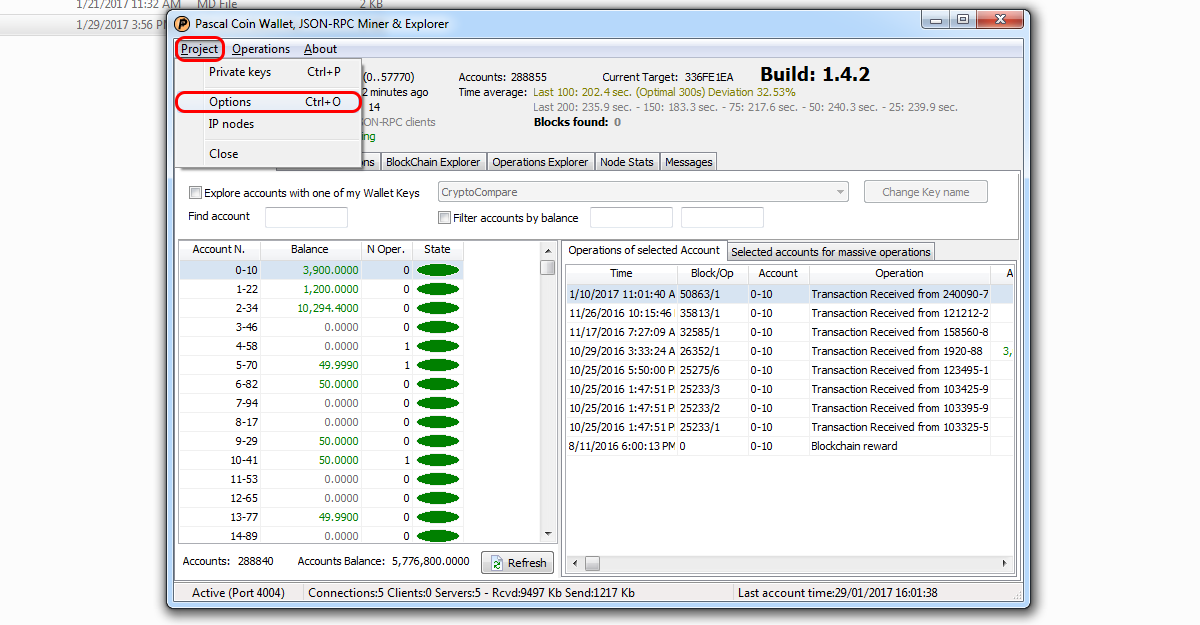 1/21/2017 11:32 AM MD File 2 KB
1/29/2017 3:56 P
Pascal Coin Wallet, JSON-RPC Miner & Explorer
Project Operations About
Private keys Ctrl+P
Options Ctrl+O
IP nodes
Close
(0..57770) Accounts: 288855 Current Target: 336FE1EA Build: 1.4.2
2 minutes ago Time average: Last 100: 202.4 sec. (Optimal 300s) Deviation 32.53%
14 Last 200: 235.9 sec. - 150: 183.3 sec. - 75: 217.6 sec. - 50: 240.3 sec. - 25: 239.9 sec.
SON-RPC clients Blocks found: 0
ing
ns BlockChain Explorer Operations Explorer Node Stats Messages
Explore accounts with one of my Wallet Keys CryptoCompare Change Key name
Find account Filter accounts by balance
Account N. Balance N Oper. State
0-10 3,900.0000 0
1-22 1,200.0000 0
2-34 10,294.4000 0
3-46 0.0000 0
4-58 0.0000 1
5-70 49.9990 1
6-82 50.0000 0
7-94 0.0000 0
8-17 0.0000 0
9-29 50.0000 0
10-41 50.0000 1
11-53 0.0000 0
12-65 0.0000 0
13-77 49.9900 0
14-89 0.0000 0
Accounts: 288840 Accounts Balance: 5,776,800.0000 Refresh
Operations of selected Account Selected accounts for massive operations
Time Block/Op Account Operation A
1/10/2017 11:01:40 A 50863/1 0-10 Transaction Received from 240090-7
11/26/2016 10:15:46 35813/1 0-10 Transaction Received from 121212-2
11/17/2016 7:27:09 A 32585/1 0-10 Transaction Received from 158560-8
10/29/2016 3:33:24 A 26352/1 0-10 Transaction Received from 1920-88 3,
10/25/2016 5:50:00 P 25275/6 0-10 Transaction Received from 123495-1
10/25/2016 1:47:51 P 25233/3 0-10 Transaction Received from 103425-9
10/25/2016 1:47:51 P 25233/2 0-10 Transaction Received from 103395-9
10/25/2016 1:47:51 P 25233/1 0-10 Transaction Received from 103325-5
8/11/2016 6:00:13 PM 0 0-10 Blockchain reward
Active (Port 4004) Connections:5 Clients:0 Servers:5 - Rcvd:9497 Kb Send:1217 Kb Last account time:29/01/2017 16:01:38